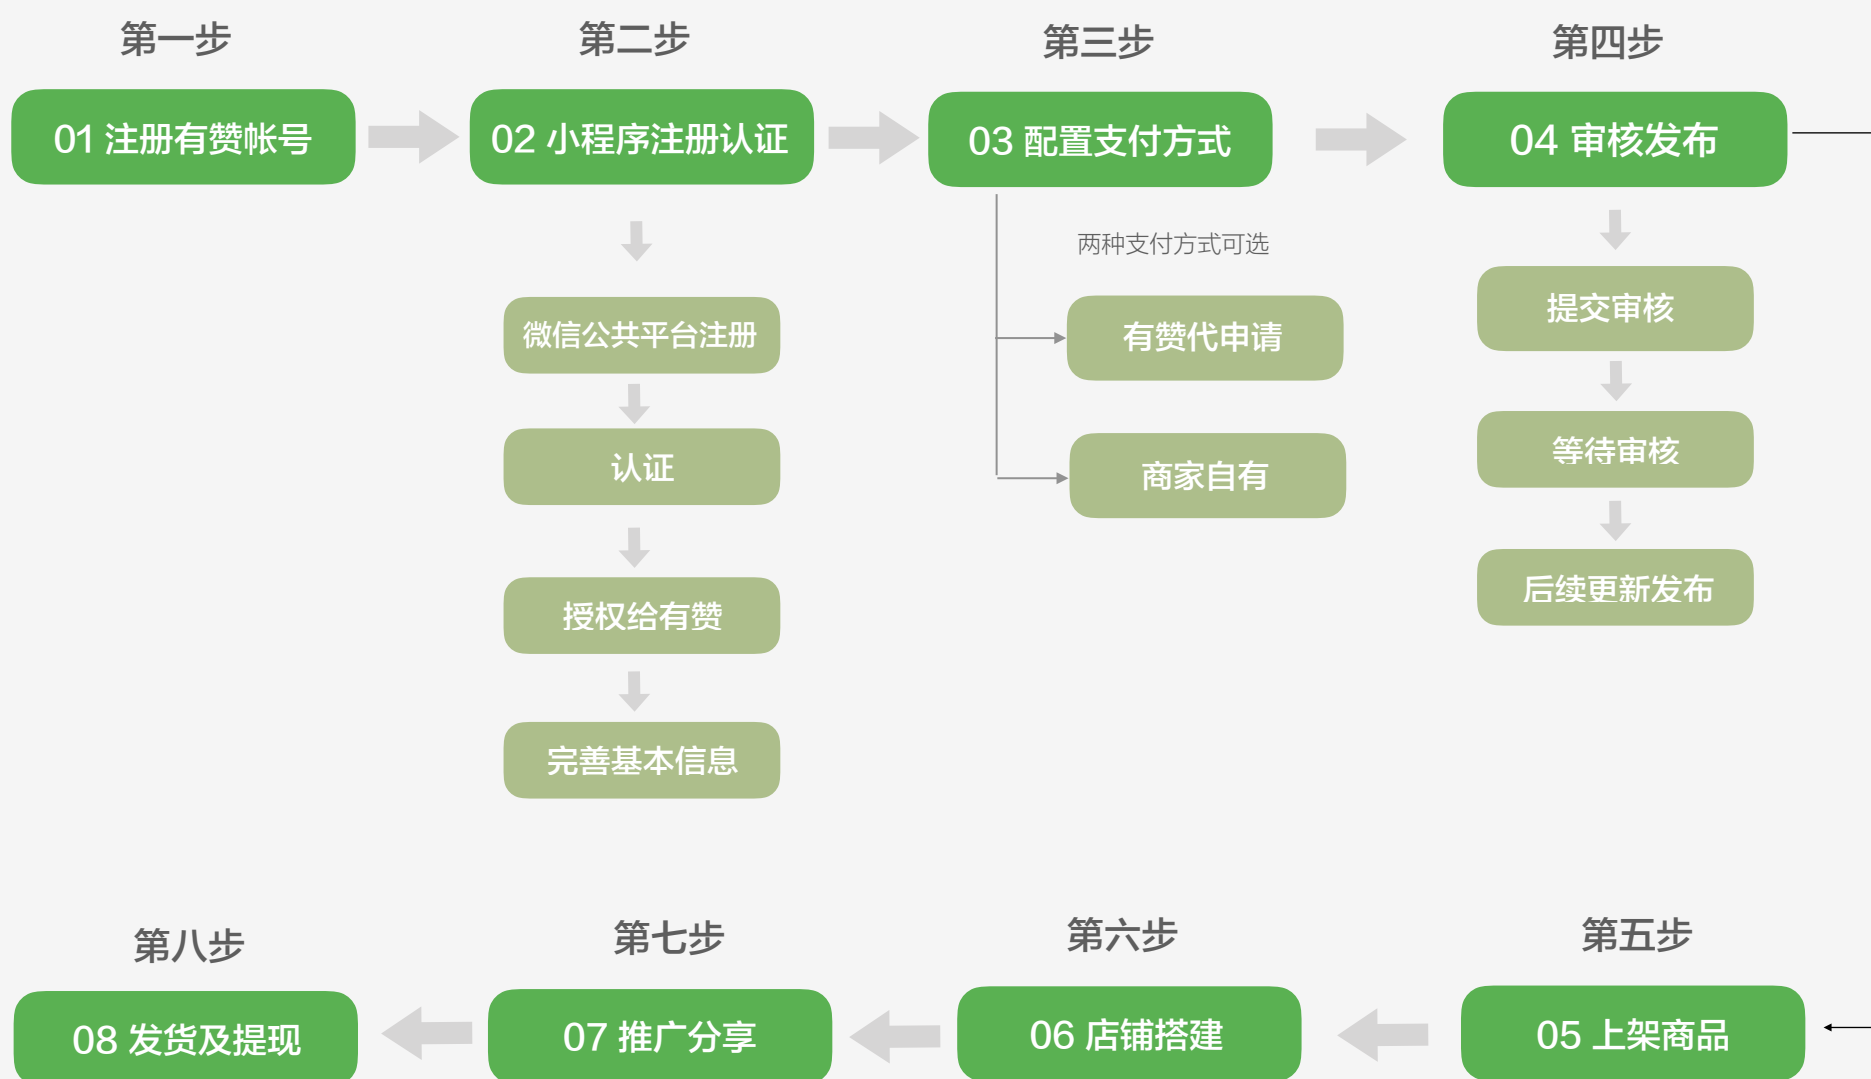 第一步
第二步
第三步
第四步
01 注册有赞帐号
02 小程序注册认证
03 配置支付方式
04 审核发布
微信公共平台注册
认证
授权给有赞
完善基本信息
两种支付方式可选
有赞代申请
商家自有
提交审核
等待审核
后续更新发布
第五步
第六步
第七步
第八步
05 上架商品
06 店铺搭建
07 推广分享
08 发货及提现